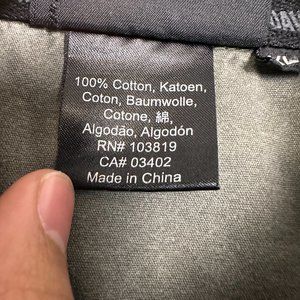 100% Cotton, Katoen,
Coton, Baumwolle,
Cotone, 綿,
Algodão, Algodón
RN# 103819
CA# 03402
Made in China